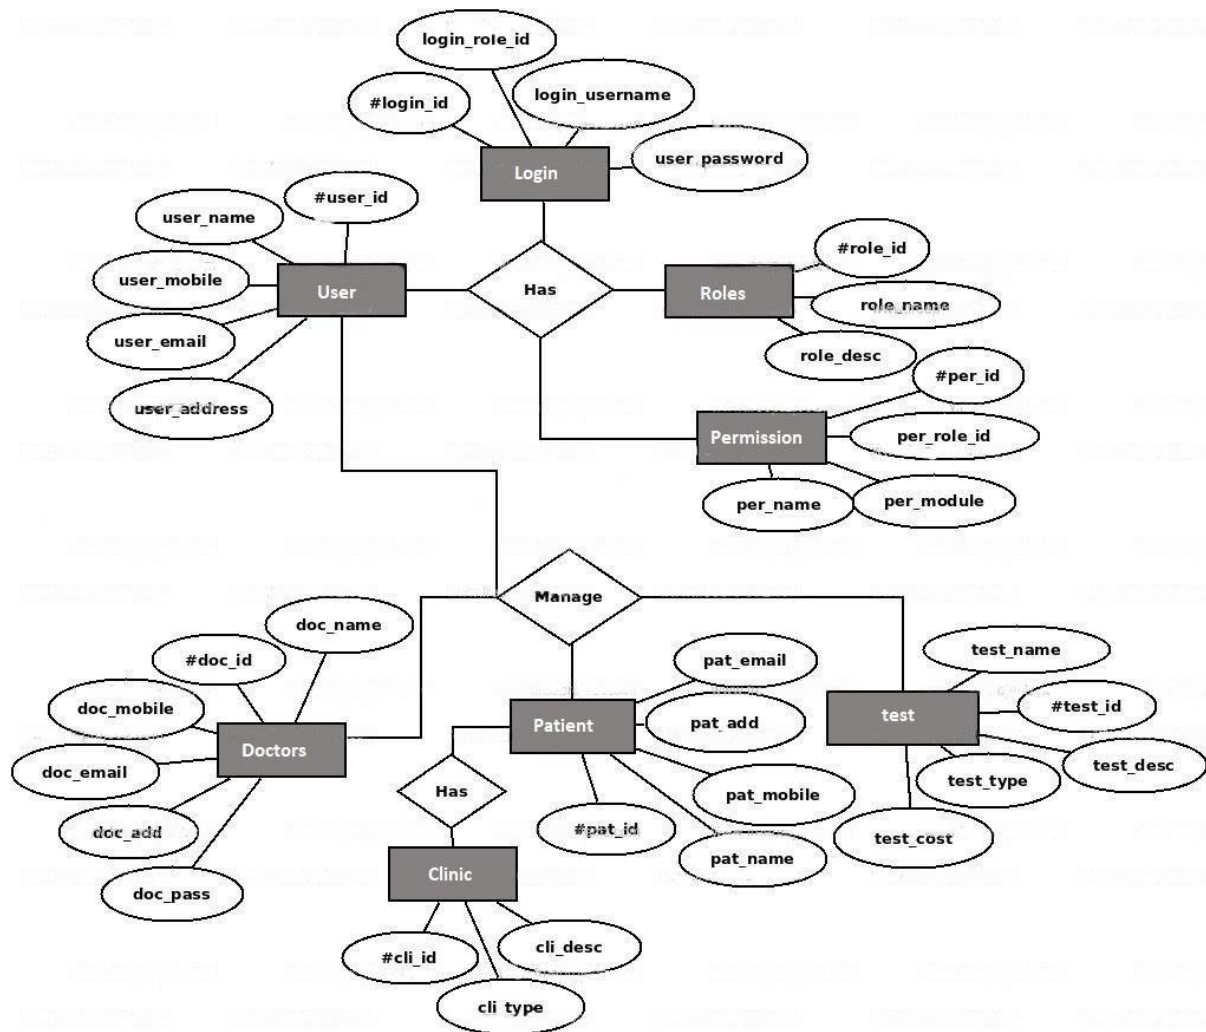 login_role_id
login_username
#login_id
user_password
Login
#user_id
user_name
user_mobile
User
Has
Roles
#role_id
role_name
role_desc
user_email
user_address
#per_id
Permission
per_role_id
per_name
per_module
Manage
doc_name
#doc_id
doc_mobile
Doctors
doc_email
doc_add
doc_pass
pat_email
Patient
pat_add
pat_mobile
#pat_id
pat_name
test_name
test
#test_id
test_type
test_desc
test_cost
Has
Clinic
#cli_id
cli_desc
cli_type